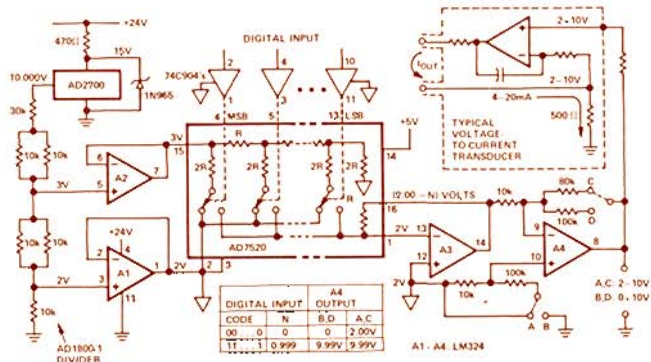 +24V
470Ω
15V
10.000V
AD2700
1N965
30k
10k
10k
3V
10k
10k
2V
10k
AD1800-1
DIVIDER
6
5
7
A2
3V
15
+24V
2
3
4
11
1
A1
2V
DIGITAL INPUT
74C904's
2
4
10
1
3
11
4
MSB
5
13
LSB
R
2R
2R
2R
2R
R
AD7520
2
3
+5V
14
16
1
(2.00 - N) VOLTS
2V
13
12
14
A3
2V
10k
80k
C
100k
D
9
10
8
A4
10k
100k
A
B
A,C: 2-10V
B,D: 0-10V
2-10V
IOUT
2-10V
4-20mA
500Ω
TYPICAL
VOLTAGE-
TO CURRENT
TRANSDUCER
DIGITAL INPUT
A4
OUTPUT
CODE N B,D A,C
00 0 0 0 2.00V
11 1 0.999 9.99V 9.99V
A1 - A4: LM324